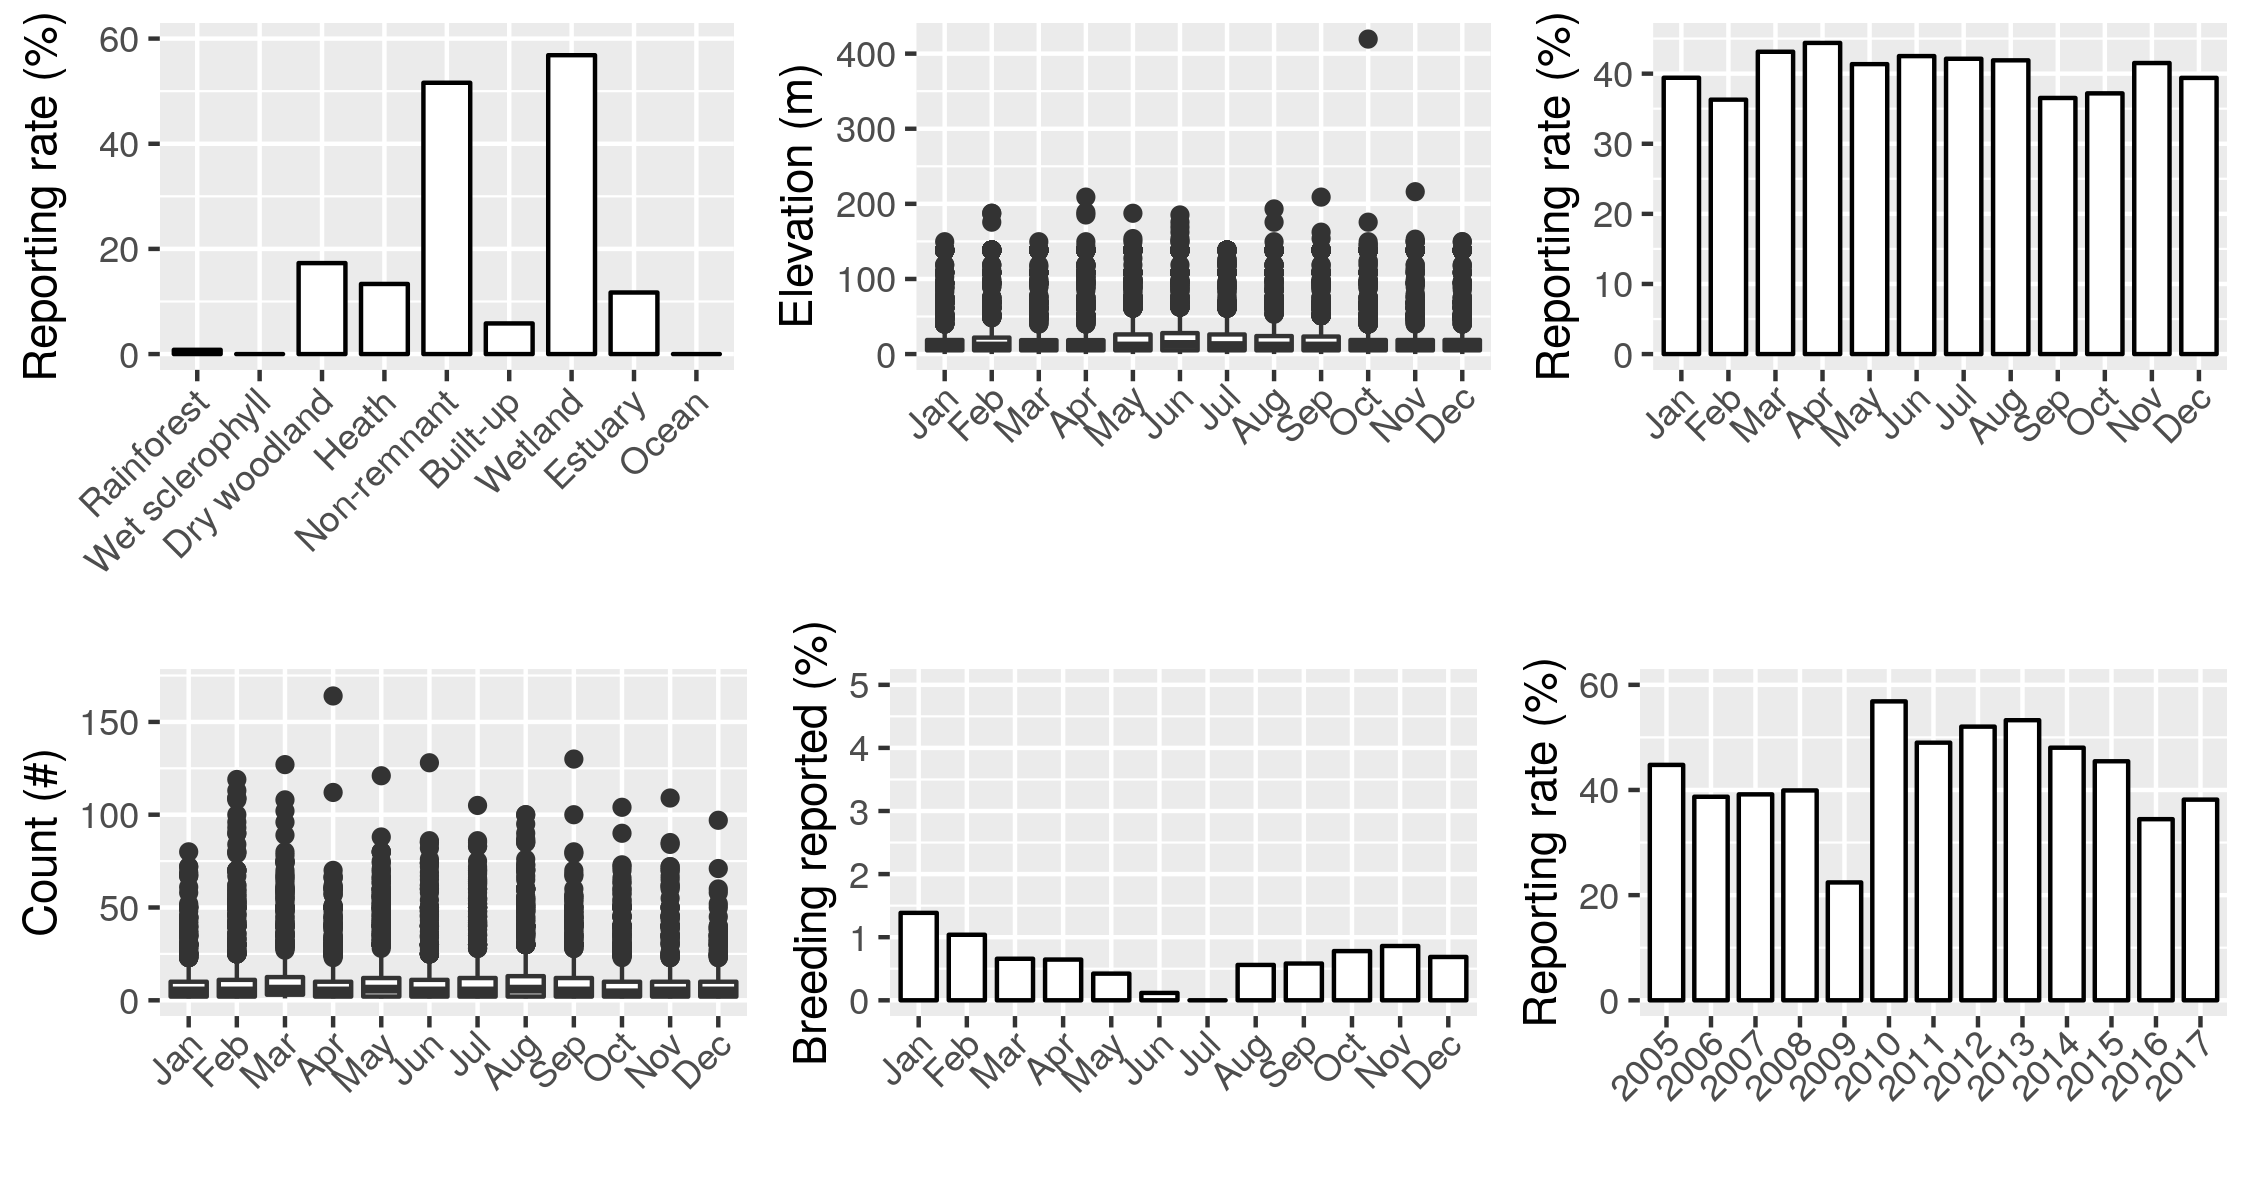 Reporting rate (%)
60
40
20
0
Rainforest
Wet sclerophyll
Dry woodland
Heath
Non-remnant
Built-up
Wetland
Estuary
Ocean
Elevation (m)
400
300
200
100
0
Jan
Feb
Mar
Apr
May
Jun
Jul
Aug
Sep
Oct
Nov
Dec
Reporting rate (%)
40
30
20
10
0
Jan
Feb
Mar
Apr
May
Jun
Jul
Aug
Sep
Oct
Nov
Dec
Count (#)
150
100
50
0
Jan
Feb
Mar
Apr
May
Jun
Jul
Aug
Sep
Oct
Nov
Dec
Breeding reported (%)
5
4
3
2
1
0
Jan
Feb
Mar
Apr
May
Jun
Jul
Aug
Sep
Oct
Nov
Dec
Reporting rate (%)
60
40
20
0
2005
2006
2007
2008
2009
2010
2011
2012
2013
2014
2015
2016
2017